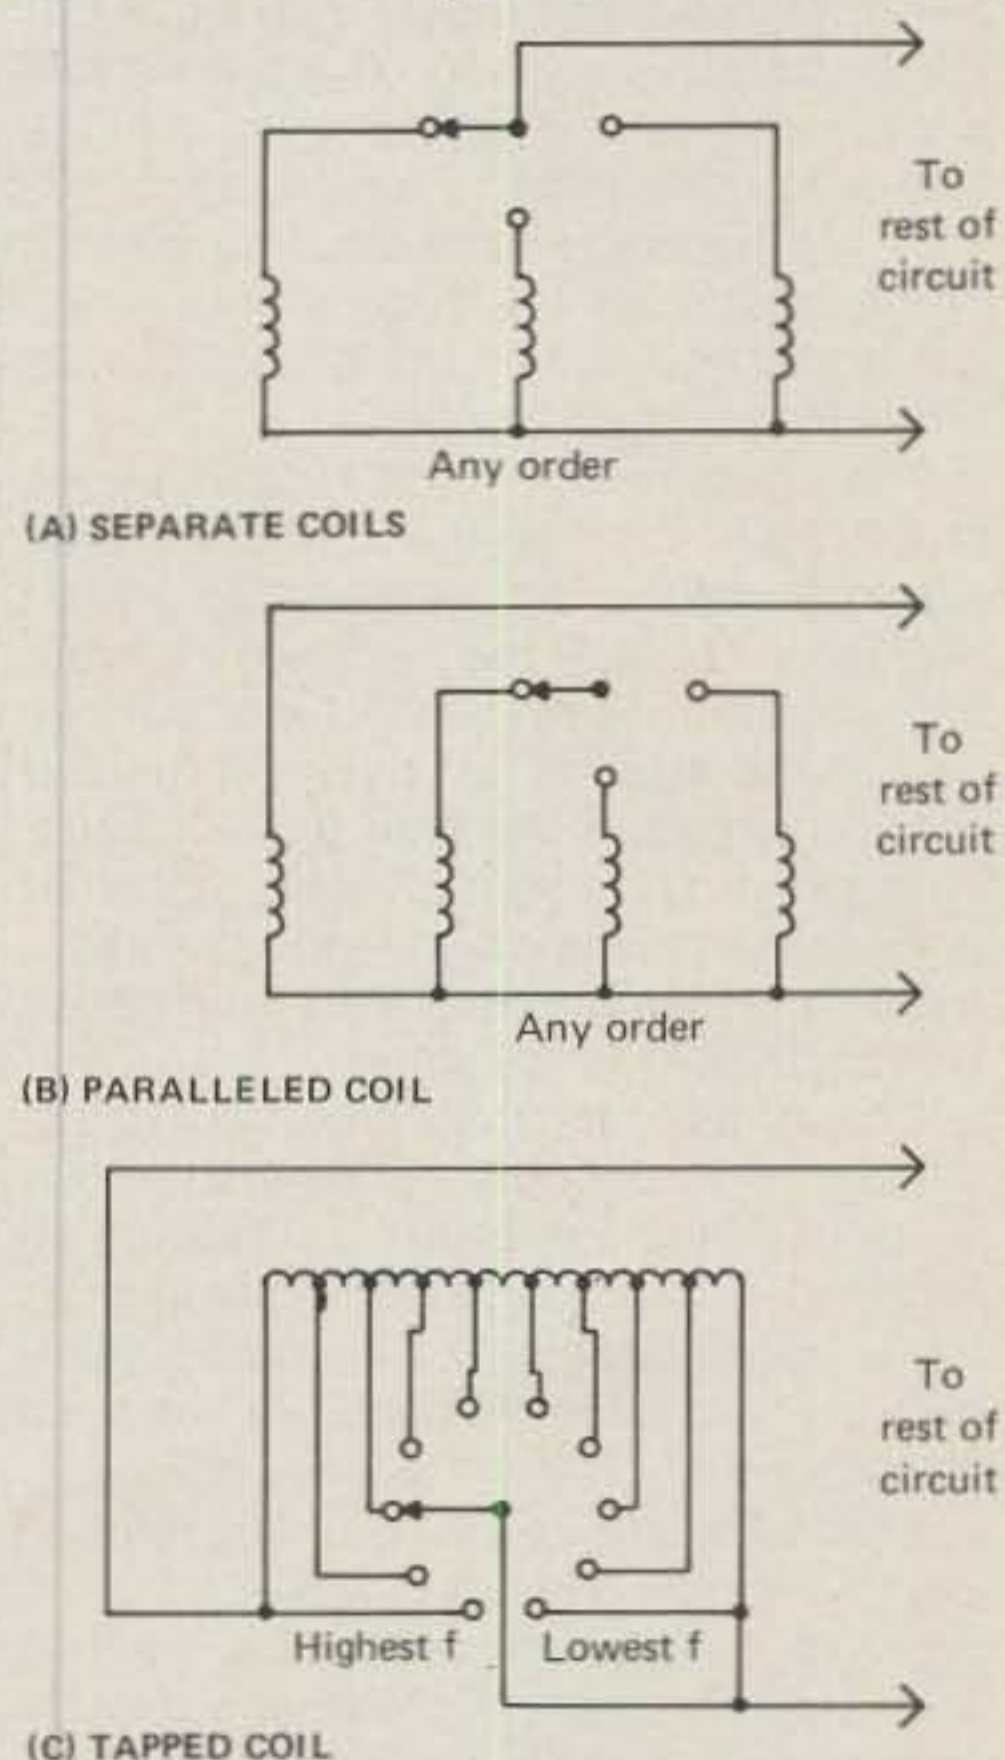 To
rest of
circuit
Any order
(A) SEPARATE COILS
To
rest of
circuit
Any order
(B) PARALLELED COIL
To
rest of
circuit
Highest f
Lowest f
(C) TAPPED COIL